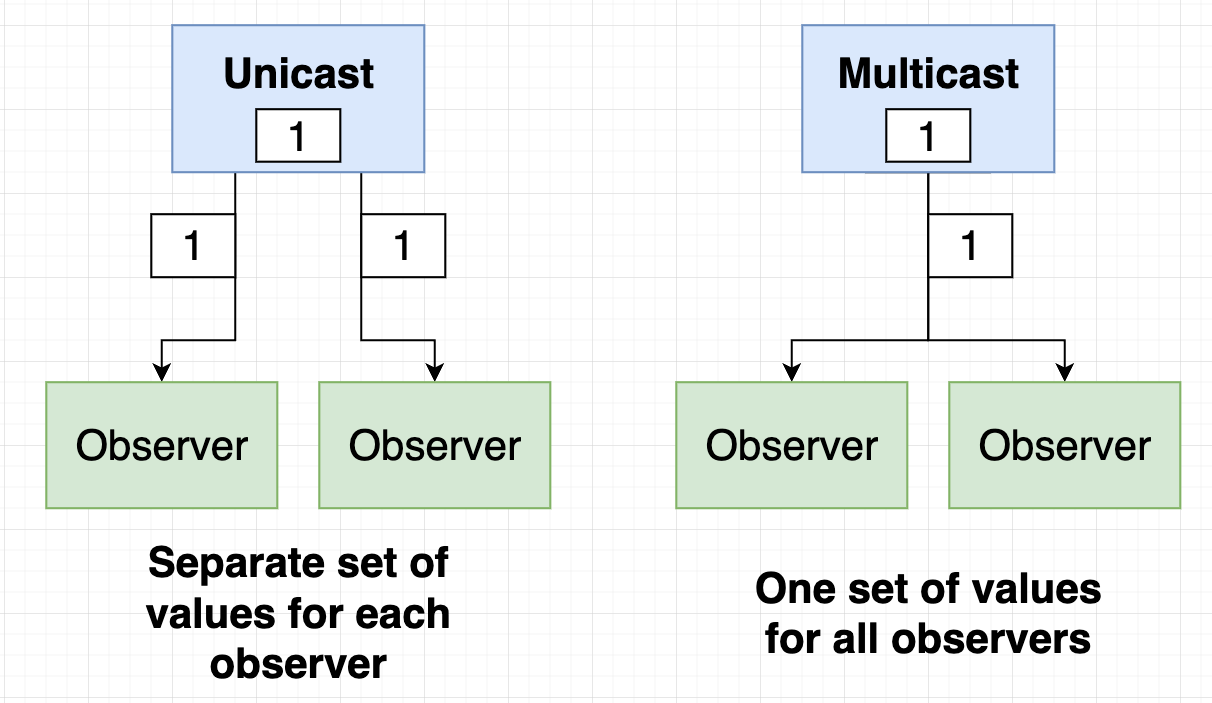 Unicast
1
1
1
Observer
Observer
Separate set of
values for each
observer
Multicast
1
1
Observer
Observer
One set of values
for all observers